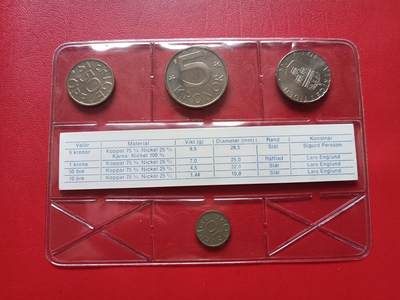 50
5
KRONOR
Valör Material Vikt (g) Diameter (mm) Rand Konstnär
5 kronor Koppar 75 %, Nickel 25 % 9,5 28,5 Slät Sigurd Persson
Kärna: Nickel 100 %
1 krona Koppar 75 %, Nickel 25 % 7,0 25,0 Räfflad Lars Englund
50 öre Koppar 75 %, Nickel 25 % 4,5 22,0 Slät Lars Englund
10 öre Koppar 75 %, Nickel 25 % 1,44 15,0 Slät Lars Englund
10